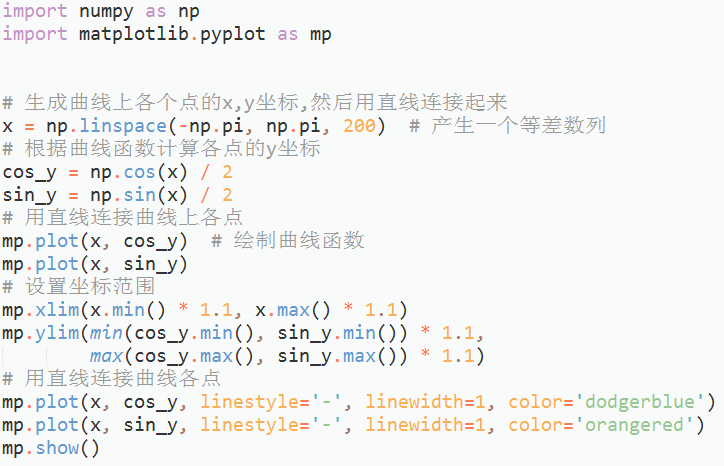 import numpy as np
import matplotlib.pyplot as mp
# 生成曲线上各个点的x,y坐标,然后用直线连接起来
x = np.linspace(-np.pi, np.pi, 200)  # 产生一个等差数列
# 根据曲线函数计算各点的y坐标
cos_y = np.cos(x) / 2
sin_y = np.sin(x) / 2
# 用直线连接曲线上各点
mp.plot(x, cos_y)  # 绘制曲线函数
mp.plot(x, sin_y)
# 设置坐标范围
mp.xlim(x.min() * 1.1, x.max() * 1.1)
mp.ylim(min(cos_y.min(), sin_y.min()) * 1.1,
        max(cos_y.max(), sin_y.max()) * 1.1)
# 用直线连接曲线各点
mp.plot(x, cos_y, linestyle='-', linewidth=1, color='dodgerblue')
mp.plot(x, sin_y, linestyle='-', linewidth=1, color='orangered')
mp.show()